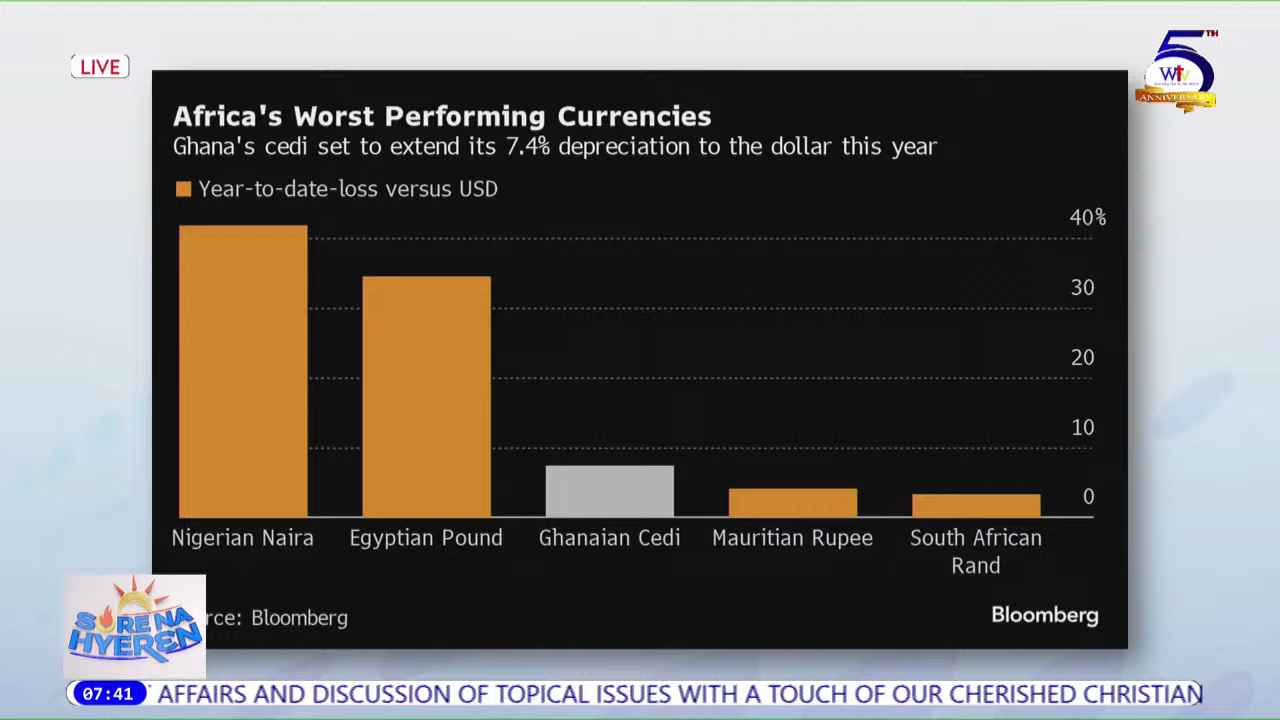 LIVE
5TH
Wtv
ANNIVERSARY
Africa's Worst Performing Currencies
Ghana's cedi set to extend its 7.4% depreciation to the dollar this year
Year-to-date-loss versus USD
40%
30
20
10
0
Nigerian Naira
Egyptian Pound
Ghanaian Cedi
Mauritian Rupee
South African
Rand
rce: Bloomberg
Bloomberg
SORE NA
HYEREN
07:41 AFFAIRS AND DISCUSSION OF TOPICAL ISSUES WITH A TOUCH OF OUR CHERISHED CHRISTIAN